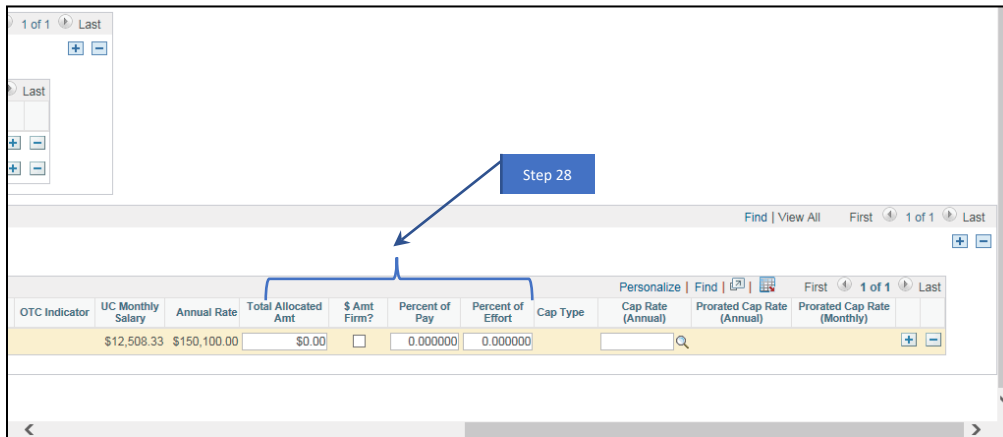 1 of 1 Last
Last
Step 28
Find | View All First 1 of 1 Last
Personalize | Find | | First 1 of 1 Last
OTC Indicator UC Monthly Salary Annual Rate Total Allocated Amt $ Amt Firm? Percent of Pay Percent of Effort Cap Type Cap Rate (Annual) Prorated Cap Rate (Annual) Prorated Cap Rate (Monthly)
$12,508.33 $150,100.00 $0.00 0.000000 0.000000